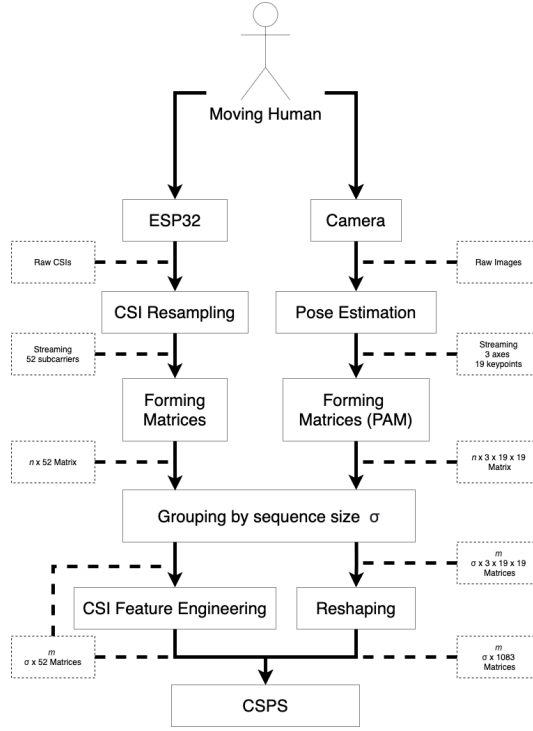 Moving Human
ESP32
Camera
Raw CSIs
Raw Images
CSI Resampling
Pose Estimation
Streaming
52 subcarriers
Streaming
3 axes
19 keypoints
Forming
Matrices
Forming
Matrices (PAM)
n x 52 Matrix
n x 3 x 19 x 19
Matrix
Grouping by sequence size σ
m
σ x 3 x 19 x 19
Matrices
CSI Feature Engineering
Reshaping
m
σ x 52 Matrices
m
σ x 1083
Matrices
CSPS